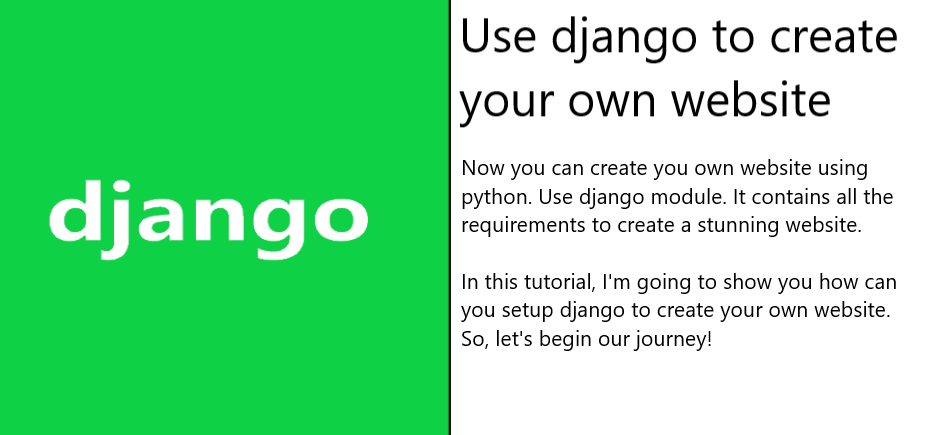 django
Use django to create
your own website
Now you can create you own website using
python. Use django module. It contains all the
requirements to create a stunning website.
In this tutorial, I'm going to show you how can
you setup django to create your own website.
So, let's begin our journey!